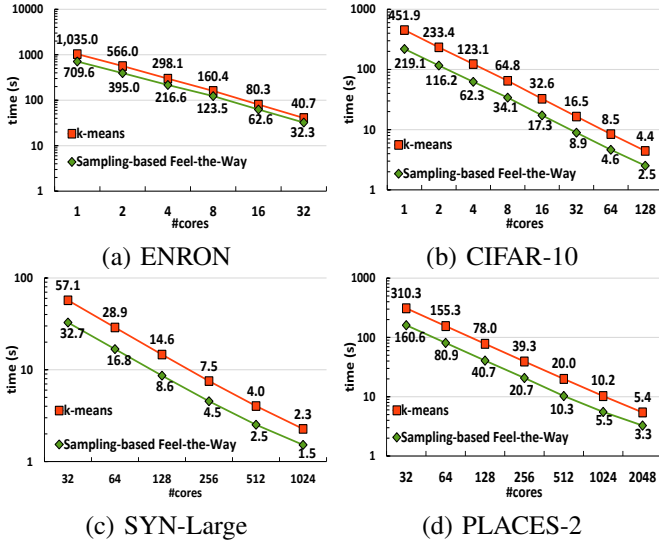 10000
1000
100
10
1
time (s)
1,035.0
566.0
298.1
160.4
80.3
40.7
709.6
395.0
216.6
123.5
62.6
32.3
k-means
Sampling-based Feel-the-Way
1 2 4 8 16 32
#cores
(a) ENRON
1000
100
10
1
time (s)
451.9
233.4
123.1
64.8
32.6
16.5
8.5
4.4
219.1
116.2
62.3
34.1
17.3
8.9
4.6
2.5
k-means
Sampling-based Feel-the-Way
1 2 4 8 16 32 64 128
#cores
(b) CIFAR-10
100
10
1
time (s)
57.1
28.9
14.6
7.5
4.0
2.3
32.7
16.8
8.6
4.5
2.5
1.5
k-means
Sampling-based Feel-the-Way
32 64 128 256 512 1024
#cores
(c) SYN-Large
1000
100
10
1
time (s)
310.3
155.3
78.0
39.3
20.0
10.2
5.4
160.6
80.9
40.7
20.7
10.3
5.5
3.3
k-means
Sampling-based Feel-the-Way
32 64 128 256 512 1024 2048
#cores
(d) PLACES-2